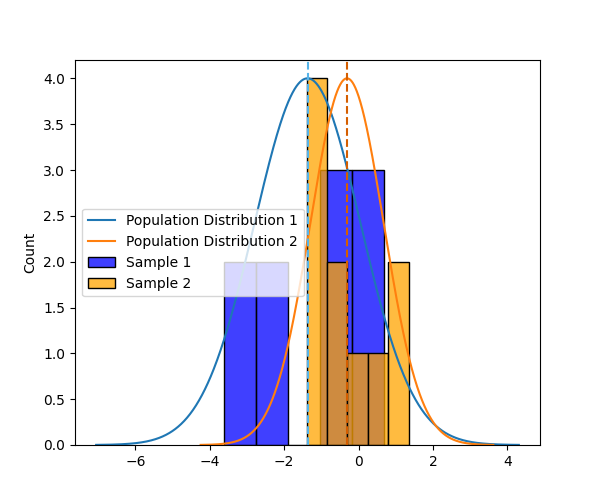 4.0
3.5
3.0
2.5
2.0
1.5
1.0
0.5
0.0
Count
Population Distribution 1
Population Distribution 2
Sample 1
Sample 2
−6 −4 −2 0 2 4